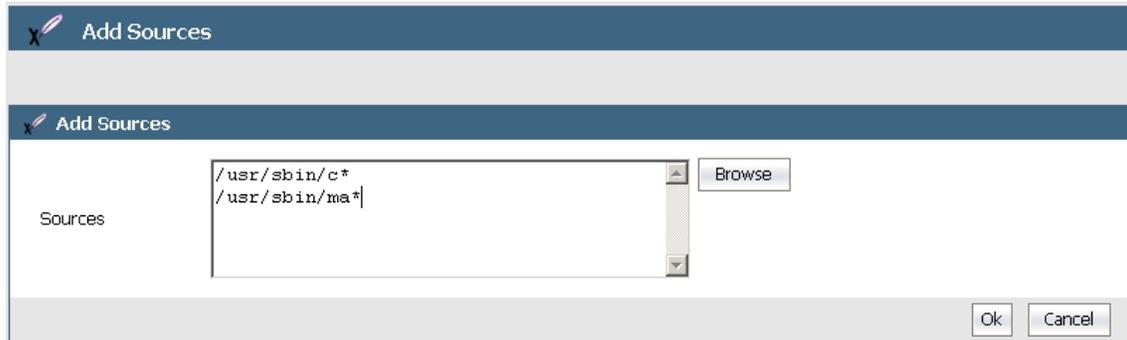 Add Sources
Add Sources
/usr/sbin/c*
/usr/sbin/ma*
Browse
Sources
Ok
Cancel